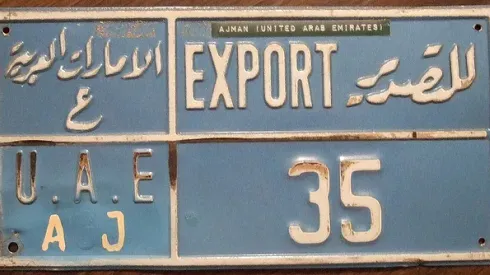 AJMAN (UNITED ARAB EMIRATES)
الامارات العربية
ع
EXPORT للتصدير
U.A.E
AJ
35